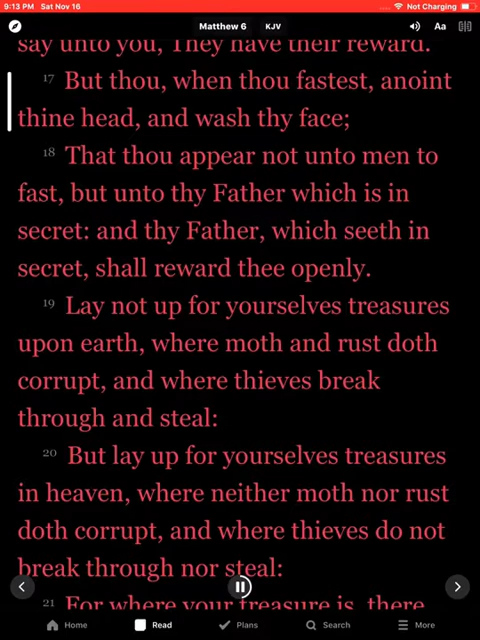 9:13 PM Sat Nov 16 Not Charging
Matthew 6 KJV Aa
say unto you, They have their reward.
17 But thou, when thou fastest, anoint
thine head, and wash thy face;
18 That thou appear not unto men to
fast, but unto thy Father which is in
secret: and thy Father, which seeth in
secret, shall reward thee openly.
19 Lay not up for yourselves treasures
upon earth, where moth and rust doth
corrupt, and where thieves break
through and steal:
20 But lay up for yourselves treasures
in heaven, where neither moth nor rust
doth corrupt, and where thieves do not
break through nor steal:
21 For where your treasure is, there
Home Read Plans Search More